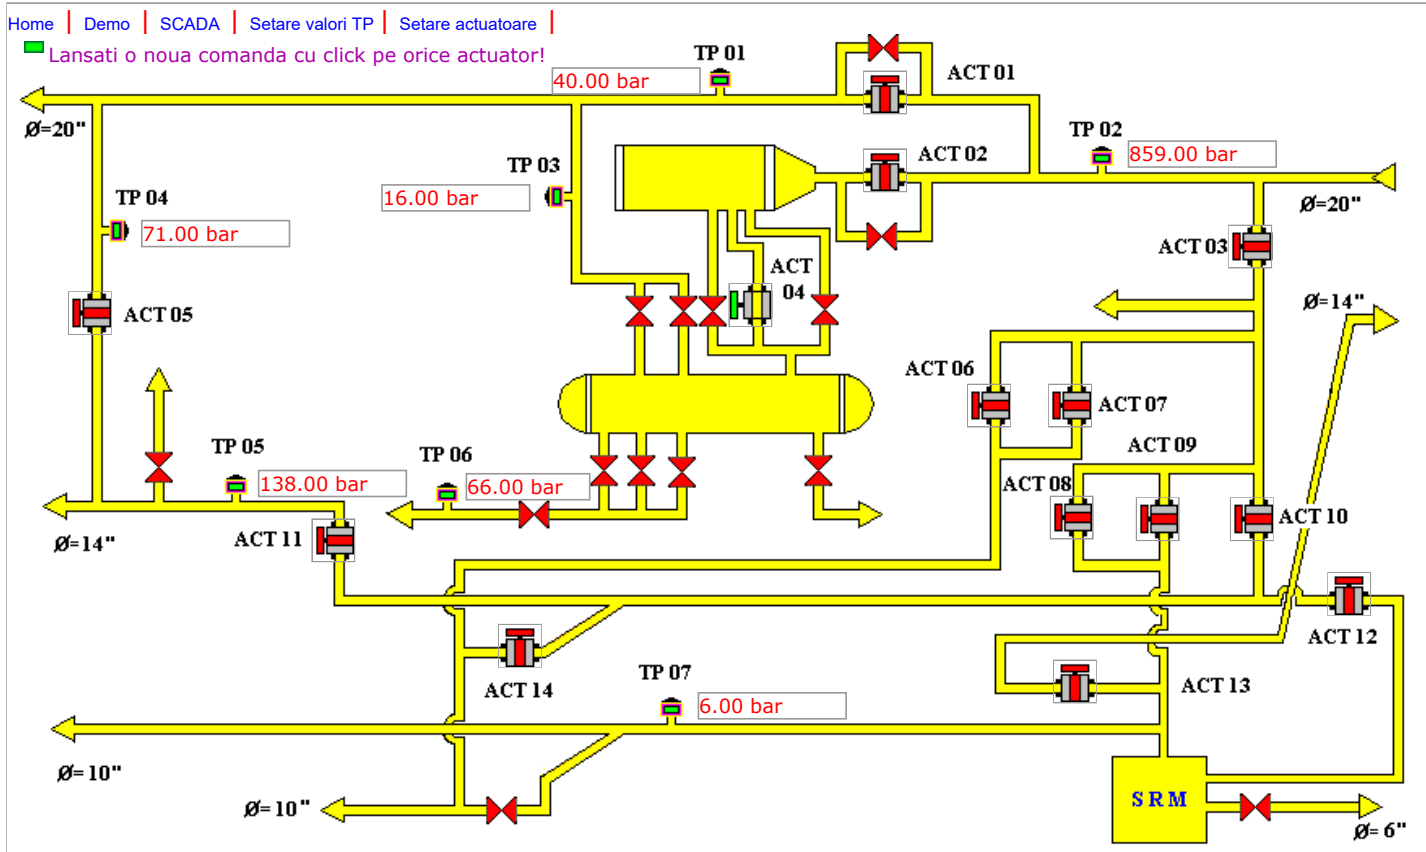 Home | Demo | SCADA | Setare valori TP | Setare actuatoare |
Lansati o noua comanda cu click pe orice actuator!
TP 01
40.00 bar
ACT 01
Ø=20"
TP 02
859.00 bar
ACT 02
TP 03
16.00 bar
TP 04
71.00 bar
Ø=20"
ACT 03
ACT
04
Ø=14"
ACT 05
ACT 06
ACT 07
ACT 09
TP 05
138.00 bar
TP 06
66.00 bar
ACT 08
ACT 10
ACT 11
Ø=14"
ACT 12
ACT 14
TP 07
6.00 bar
ACT 13
Ø=10"
Ø=10"
SRM
Ø=6"